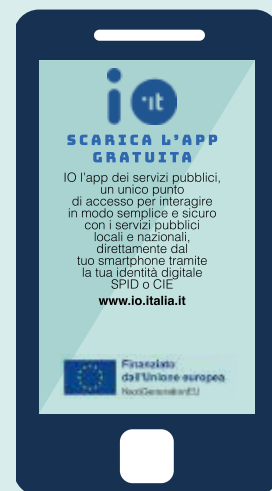 io
·it
SCARICA L'APP
GRATUITA
IO l'app dei servizi pubblici,
un unico punto
di accesso per interagire
in modo semplice e sicuro
con i servizi pubblici
locali e nazionali,
direttamente dal
tuo smartphone tramite
la tua identità digitale
SPID o CIE
www.io.italia.it
Finanziato
dall'Unione europea
NextGenerationEU